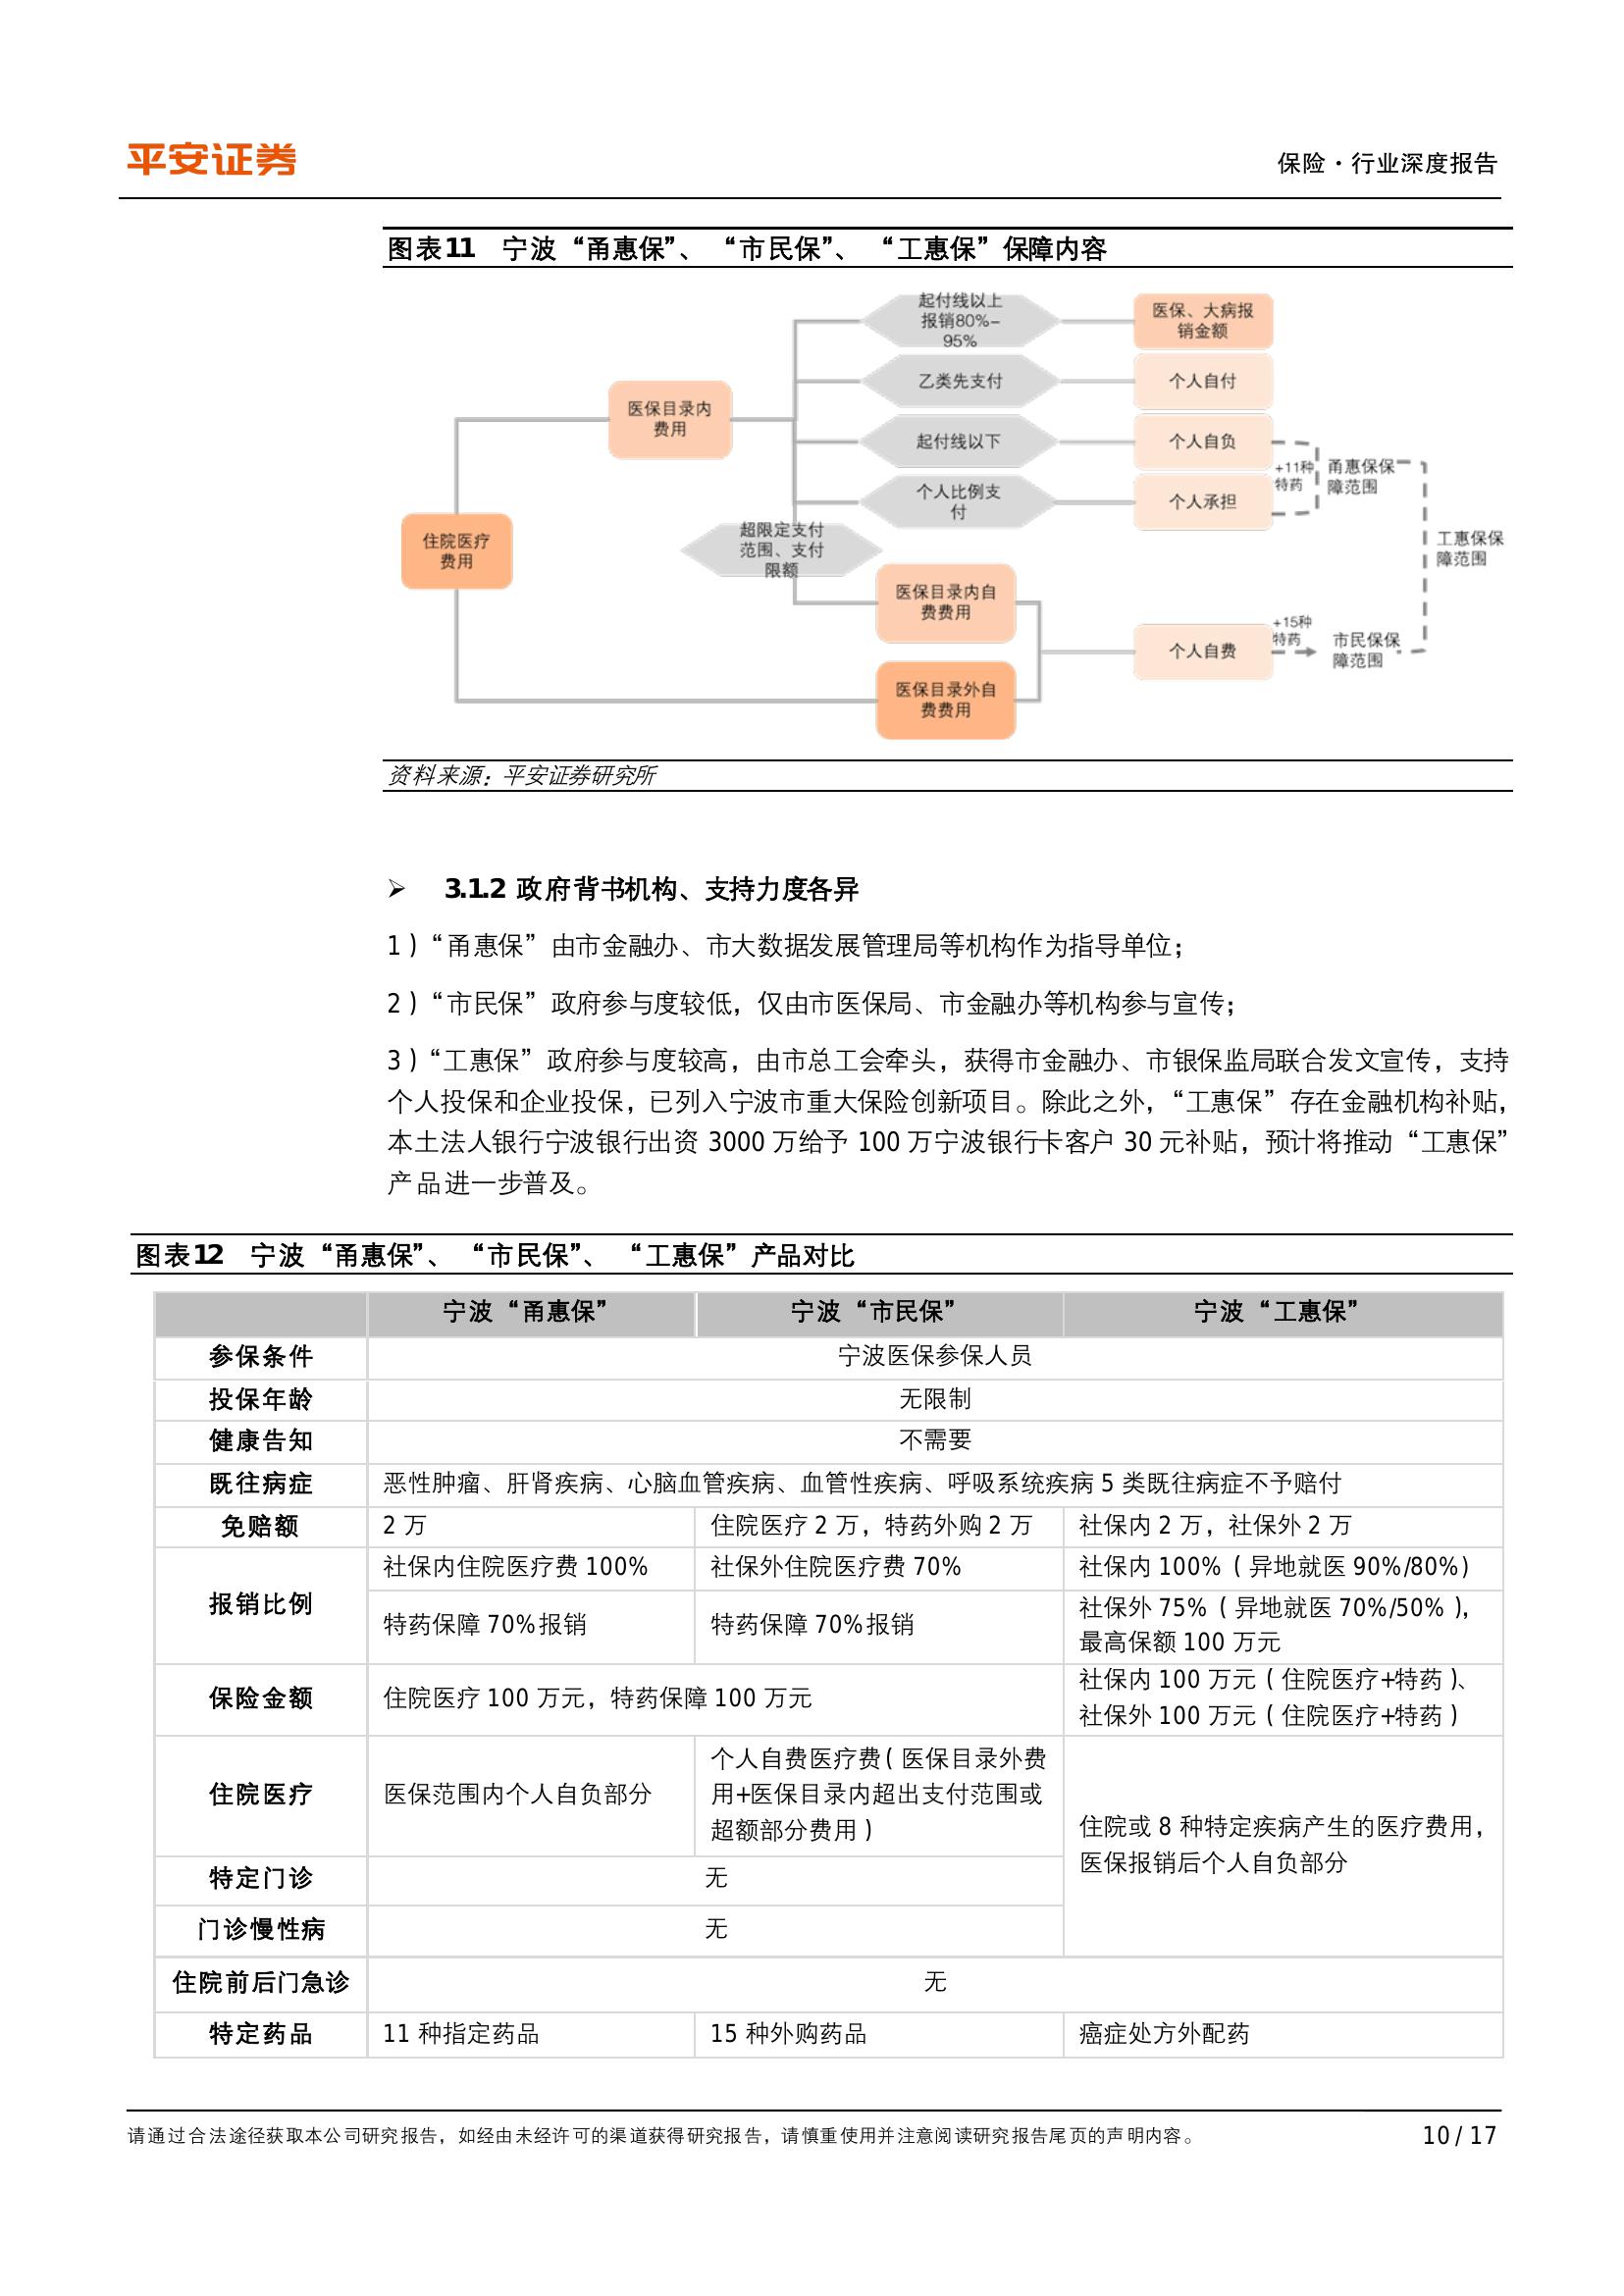 平安证券
保险·行业深度报告
图表11 宁波“甬惠保”、“市民保”、“工惠保”保障内容
起付线以上
报销80%-
95%
医保、大病报
销金额
乙类先支付
个人自付
医保目录内
费用
起付线以下
个人自负
+11种
特药
甬惠保保
障范围
个人比例支
付
个人承担
住院医疗
费用
超限定支付
范围、支付
限额
工惠保保
障范围
医保目录内自
费费用
个人自费
+15种
特药
市民保保
障范围
医保目录外自
费费用
资料来源：平安证券研究所
➢ 3.1.2 政府背书机构、支持力度各异
1）“甬惠保”由市金融办、市大数据发展管理局等机构作为指导单位；
2）“市民保”政府参与度较低，仅由市医保局、市金融办等机构参与宣传；
3）“工惠保”政府参与度较高，由市总工会牵头，获得市金融办、市银保监局联合发文宣传，支持
个人投保和企业投保，已列入宁波市重大保险创新项目。除此之外，“工惠保”存在金融机构补贴，
本土法人银行宁波银行出资 3000 万给予 100 万宁波银行卡客户 30 元补贴，预计将推动“工惠保”
产品进一步普及。
图表12 宁波“甬惠保”、“市民保”、“工惠保”产品对比
宁波“甬惠保” 宁波“市民保” 宁波“工惠保”
参保条件 宁波医保参保人员
投保年龄 无限制
健康告知 不需要
既往病症 恶性肿瘤、肝肾疾病、心脑血管疾病、血管性疾病、呼吸系统疾病 5 类既往病症不予赔付
免赔额 2 万 住院医疗 2 万，特药外购 2 万 社保内 2 万，社保外 2 万
报销比例
社保内住院医疗费 100% 社保外住院医疗费 70% 社保内 100%（异地就医 90%/80%）
特药保障 70%报销 特药保障 70%报销
社保外 75%（异地就医 70%/50%），
最高保额 100 万元
保险金额 住院医疗 100 万元，特药保障 100 万元
社保内 100 万元（住院医疗+特药）、
社保外 100 万元（住院医疗+特药）
住院医疗 医保范围内个人自负部分
个人自费医疗费（医保目录外费
用+医保目录内超出支付范围或
超额部分费用）
住院或 8 种特定疾病产生的医疗费用，
医保报销后个人自负部分
特定门诊 无
门诊慢性病 无
住院前后门急诊 无
特定药品 11 种指定药品 15 种外购药品 癌症处方外配药
请通过合法途径获取本公司研究报告，如经由未经许可的渠道获得研究报告，请慎重使用并注意阅读研究报告尾页的声明内容。
10 / 17